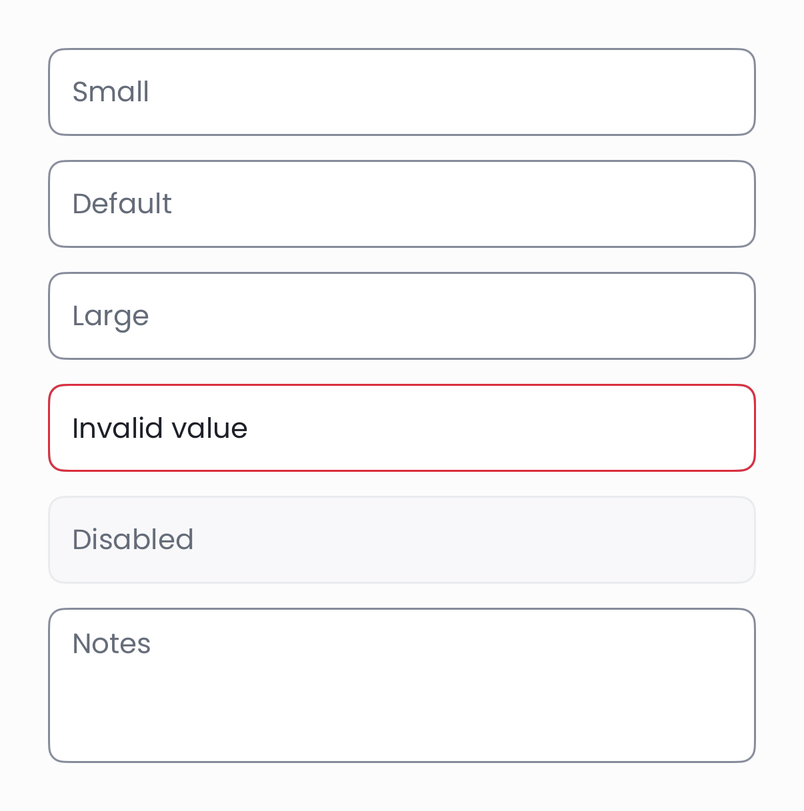 Small
Default
Large
Invalid value
Disabled
Notes